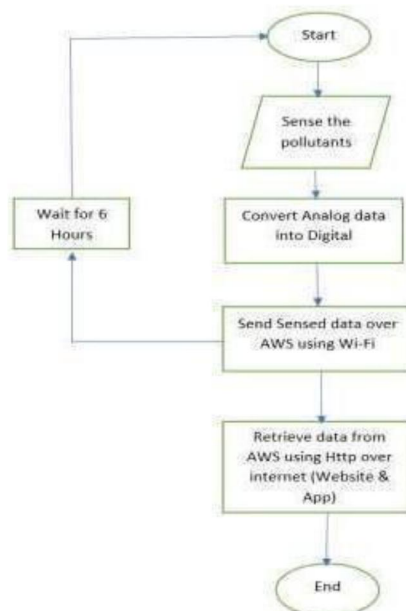 Start
Sense the
pollutants
Wait for 6
Hours
Convert Analog data
into Digital
Send Sensed data over
AWS using Wi-Fi
Retrieve data from
AWS using Http over
internet (Website &
App)
End